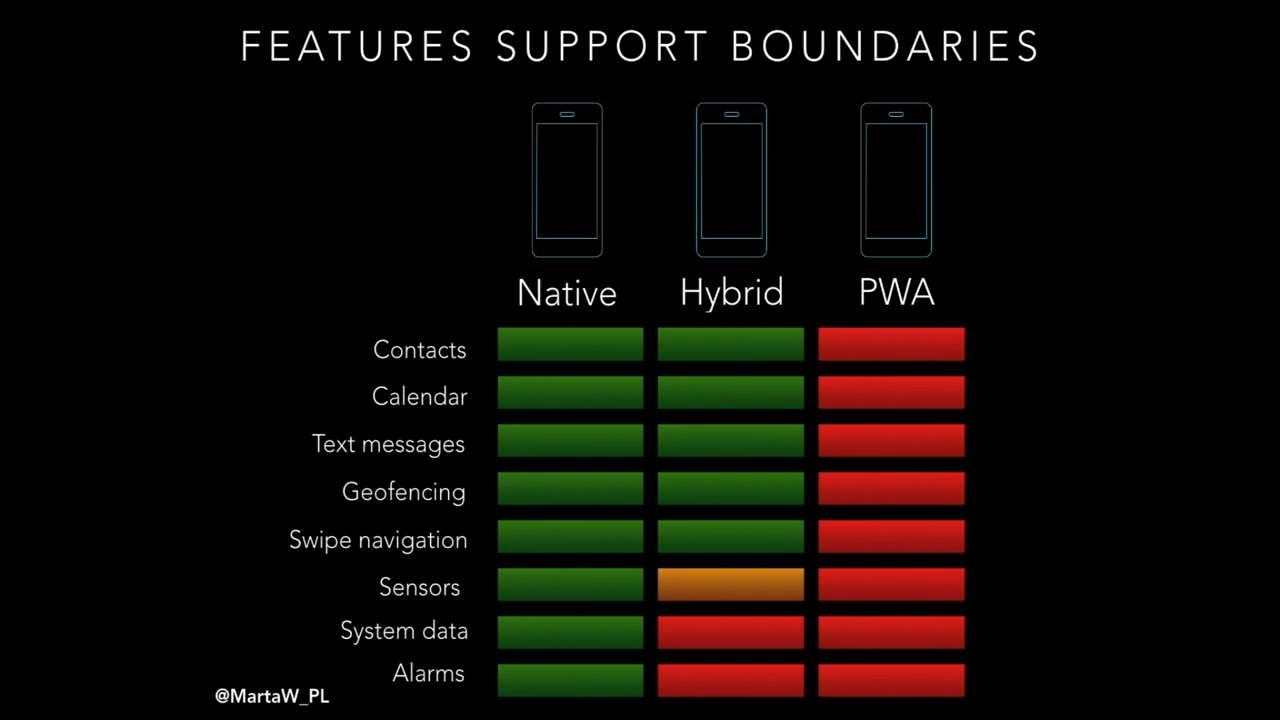 FEATURES SUPPORT BOUNDARIES
Native Hybrid PWA
Contacts
Calendar
Text messages
Geofencing
Swipe navigation
Sensors
System data
Alarms
@MartaW_PL